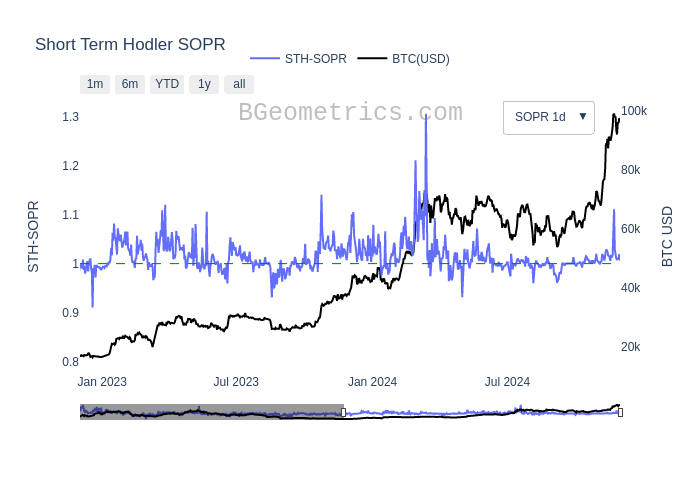 Short Term Hodler SOPR
STH-SOPR BTC(USD)
1m 6m YTD 1y all
BGeometrics.com
SOPR 1d ▼
1.3
1.2
1.1
1
0.9
0.8
STH-SOPR
100k
80k
60k
40k
20k
BTC USD
Jan 2023 Jul 2023 Jan 2024 Jul 2024